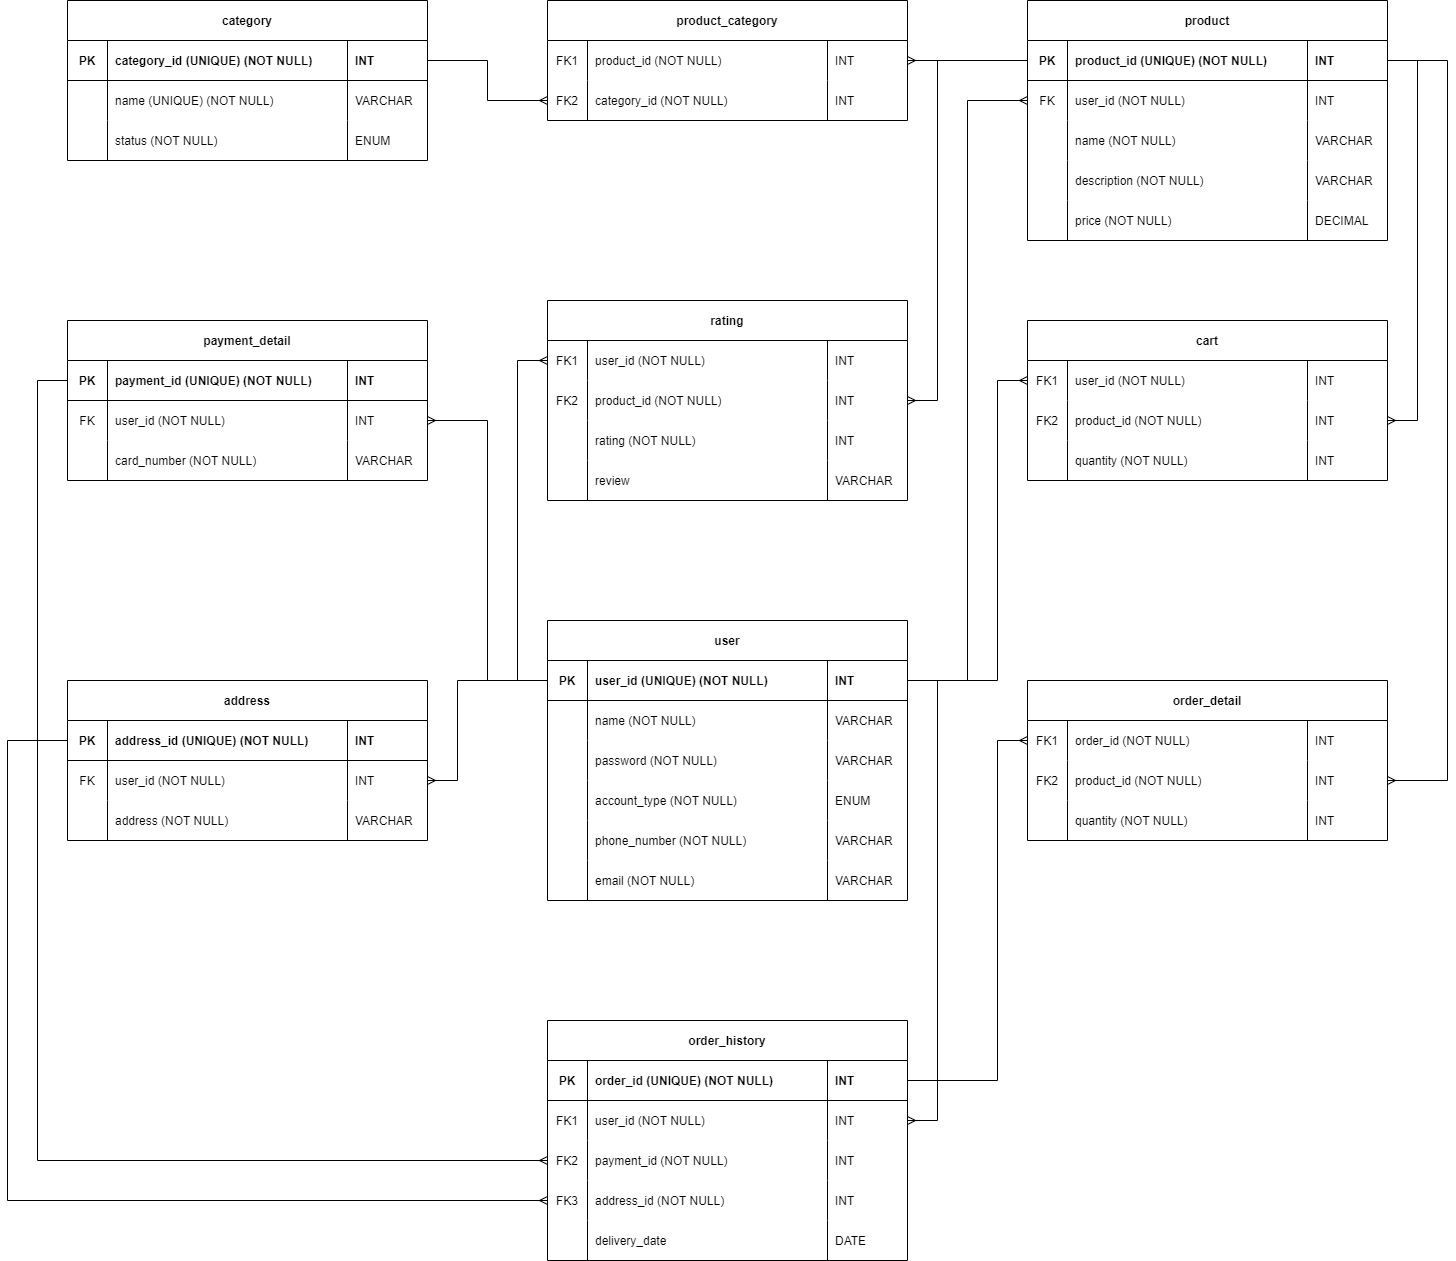 category
PK category_id (UNIQUE) (NOT NULL) INT
name (UNIQUE) (NOT NULL) VARCHAR
status (NOT NULL) ENUM
product_category
FK1 product_id (NOT NULL) INT
FK2 category_id (NOT NULL) INT
product
PK product_id (UNIQUE) (NOT NULL) INT
FK user_id (NOT NULL) INT
name (NOT NULL) VARCHAR
description (NOT NULL) VARCHAR
price (NOT NULL) DECIMAL
payment_detail
PK payment_id (UNIQUE) (NOT NULL) INT
FK user_id (NOT NULL) INT
card_number (NOT NULL) VARCHAR
rating
FK1 user_id (NOT NULL) INT
FK2 product_id (NOT NULL) INT
rating (NOT NULL) INT
review VARCHAR
cart
FK1 user_id (NOT NULL) INT
FK2 product_id (NOT NULL) INT
quantity (NOT NULL) INT
address
PK address_id (UNIQUE) (NOT NULL) INT
FK user_id (NOT NULL) INT
address (NOT NULL) VARCHAR
user
PK user_id (UNIQUE) (NOT NULL) INT
name (NOT NULL) VARCHAR
password (NOT NULL) VARCHAR
account_type (NOT NULL) ENUM
phone_number (NOT NULL) VARCHAR
email (NOT NULL) VARCHAR
order_detail
FK1 order_id (NOT NULL) INT
FK2 product_id (NOT NULL) INT
quantity (NOT NULL) INT
order_history
PK order_id (UNIQUE) (NOT NULL) INT
FK1 user_id (NOT NULL) INT
FK2 payment_id (NOT NULL) INT
FK3 address_id (NOT NULL) INT
delivery_date DATE